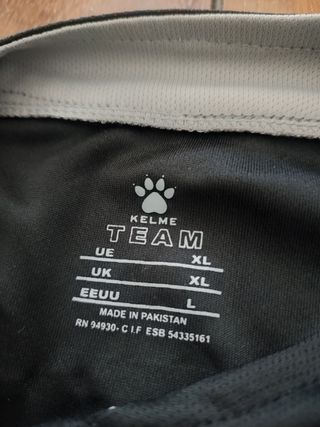 KELME
TEAM
UE XL
UK XL
EEUU L
MADE IN PAKISTAN
RN 94930- C I.F ESB 54335161